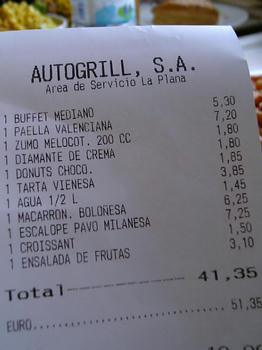 AUTOGRILL, S.A.
Area de Servicio La Plana
1 BUFFET MEDIANO 5,30
1 PAELLA VALENCIANA 7,20
1 ZUMO MELOCOT. 200 CC 1,80
1 DIAMANTE DE CREMA 1,80
1 DONUTS CHOCO. 1,65
1 TARTA VIENESA 3,85
1 AGUA 1/2 L 1,45
1 MACARRON. BOLOÑESA 6,25
1 ESCALOPE PAVO MILANESA 7,25
1 CROISSANT 1,50
1 ENSALADA DE FRUTAS 3,10
Total 41,35
EURO 51,35